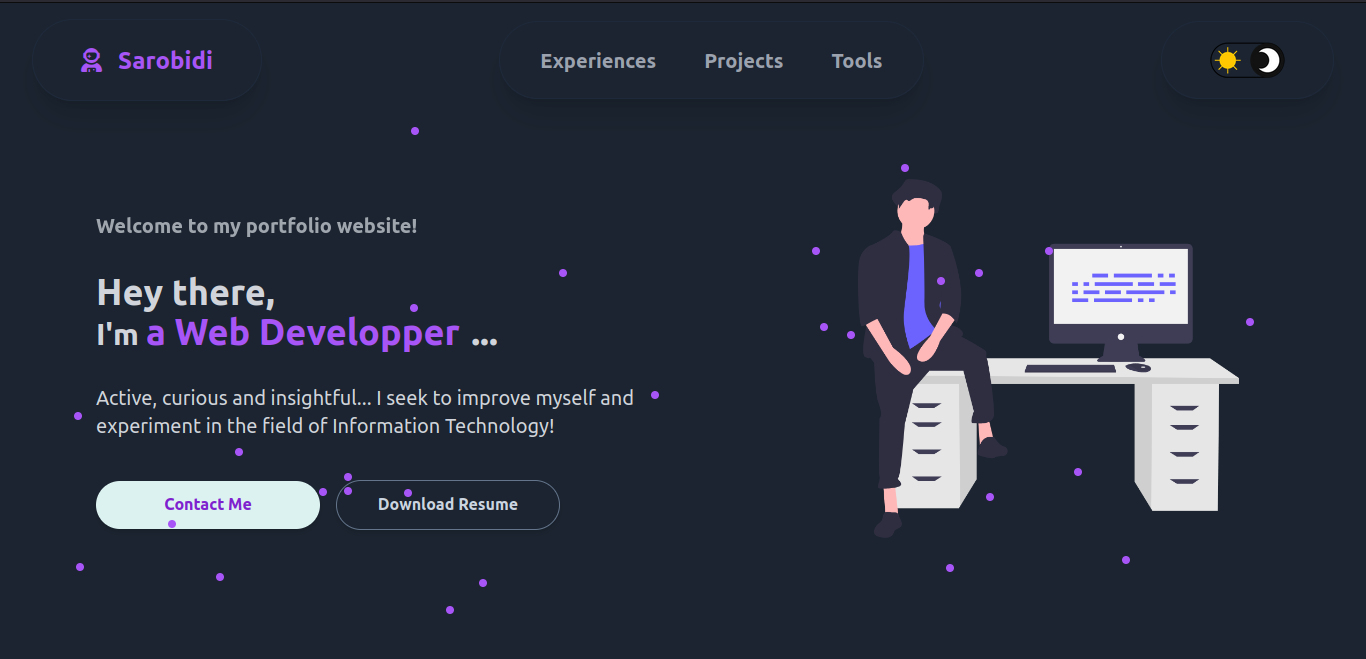 Sarobidi
Experiences Projects Tools
Welcome to my portfolio website!
Hey there,
I'm a Web Developper ...
Active, curious and insightful... I seek to improve myself and
experiment in the field of Information Technology!
Contact Me
Download Resume